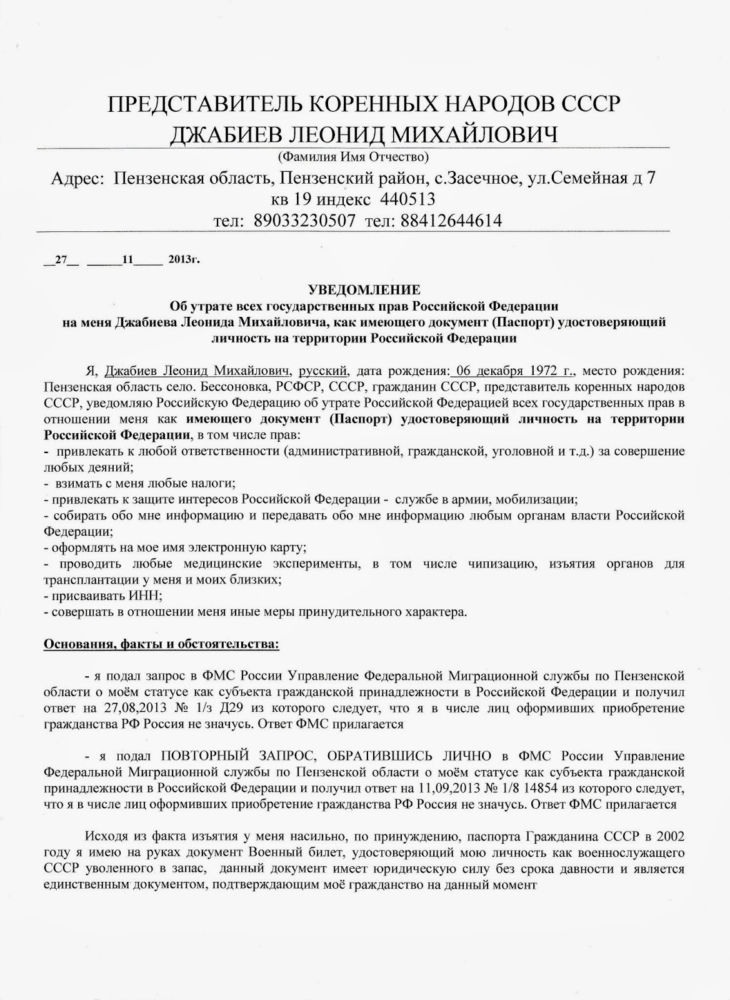 ПРЕДСТАВИТЕЛЬ КОРЕННЫХ НАРОДОВ СССР
ДЖАБИЕВ ЛЕОНИД МИХАЙЛОВИЧ
(Фамилия Имя Отчество)
Адрес: Пензенская область, Пензенский район, с.Засечное, ул.Семейная д 7
кв 19 индекс 440513
тел: 89033230507 тел: 88412644614
__27__ ______11_____ 2013г.
УВЕДОМЛЕНИЕ
Об утрате всех государственных прав Российской Федерации
на меня Джабиева Леонида Михайловича, как имеющего документ (Паспорт) удостоверяющий
личность на территории Российской Федерации
Я, Джабиев Леонид Михайлович, русский, дата рождения: 06 декабря 1972 г., место рождения:
Пензенская область село. Бессоновка, РСФСР, СССР, гражданин СССР, представитель коренных народов
СССР, уведомляю Российскую Федерацию об утрате Российской Федерацией всех государственных прав в
отношении меня как имеющего документ (Паспорт) удостоверяющий личность на территории
Российской Федерации, в том числе прав:
- привлекать к любой ответственности (административной, гражданской, уголовной и т.д.) за совершение
любых деяний;
- взимать с меня любые налоги;
- привлекать к защите интересов Российской Федерации - службе в армии, мобилизации;
- собирать обо мне информацию и передавать обо мне информацию любым органам власти Российской
Федерации;
- оформлять на мое имя электронную карту;
- проводить любые медицинские эксперименты, в том числе чипизацию, изъятия органов для
трансплантации у меня и моих близких;
- присваивать ИНН;
- совершать в отношении меня иные меры принудительного характера.
Основания, факты и обстоятельства:
- я подал запрос в ФМС России Управление Федеральной Миграционной службы по Пензенской
области о моём статусе как субъекта гражданской принадлежности в Российской Федерации и получил
ответ на 27,08,2013 № 1/з Д29 из которого следует, что я в числе лиц оформивших приобретение
гражданства РФ Россия не значусь. Ответ ФМС прилагается
- я подал ПОВТОРНЫЙ ЗАПРОС, ОБРАТИВШИСЬ ЛИЧНО в ФМС России Управление
Федеральной Миграционной службы по Пензенской области о моём статусе как субъекта гражданской
принадлежности в Российской Федерации и получил ответ на 11,09,2013 № 1/8 14854 из которого следует,
что я в числе лиц оформивших приобретение гражданства РФ Россия не значусь. Ответ ФМС прилагается
Исходя из факта изъятия у меня насильно, по принуждению, паспорта Гражданина СССР в 2002
году я имею на руках документ Военный билет, удостоверяющий мою личность как военнослужащего
СССР уволенного в запас, данный документ имеет юридическую силу без срока давности и является
единственным документом, подтверждающим моё гражданство на данный момент